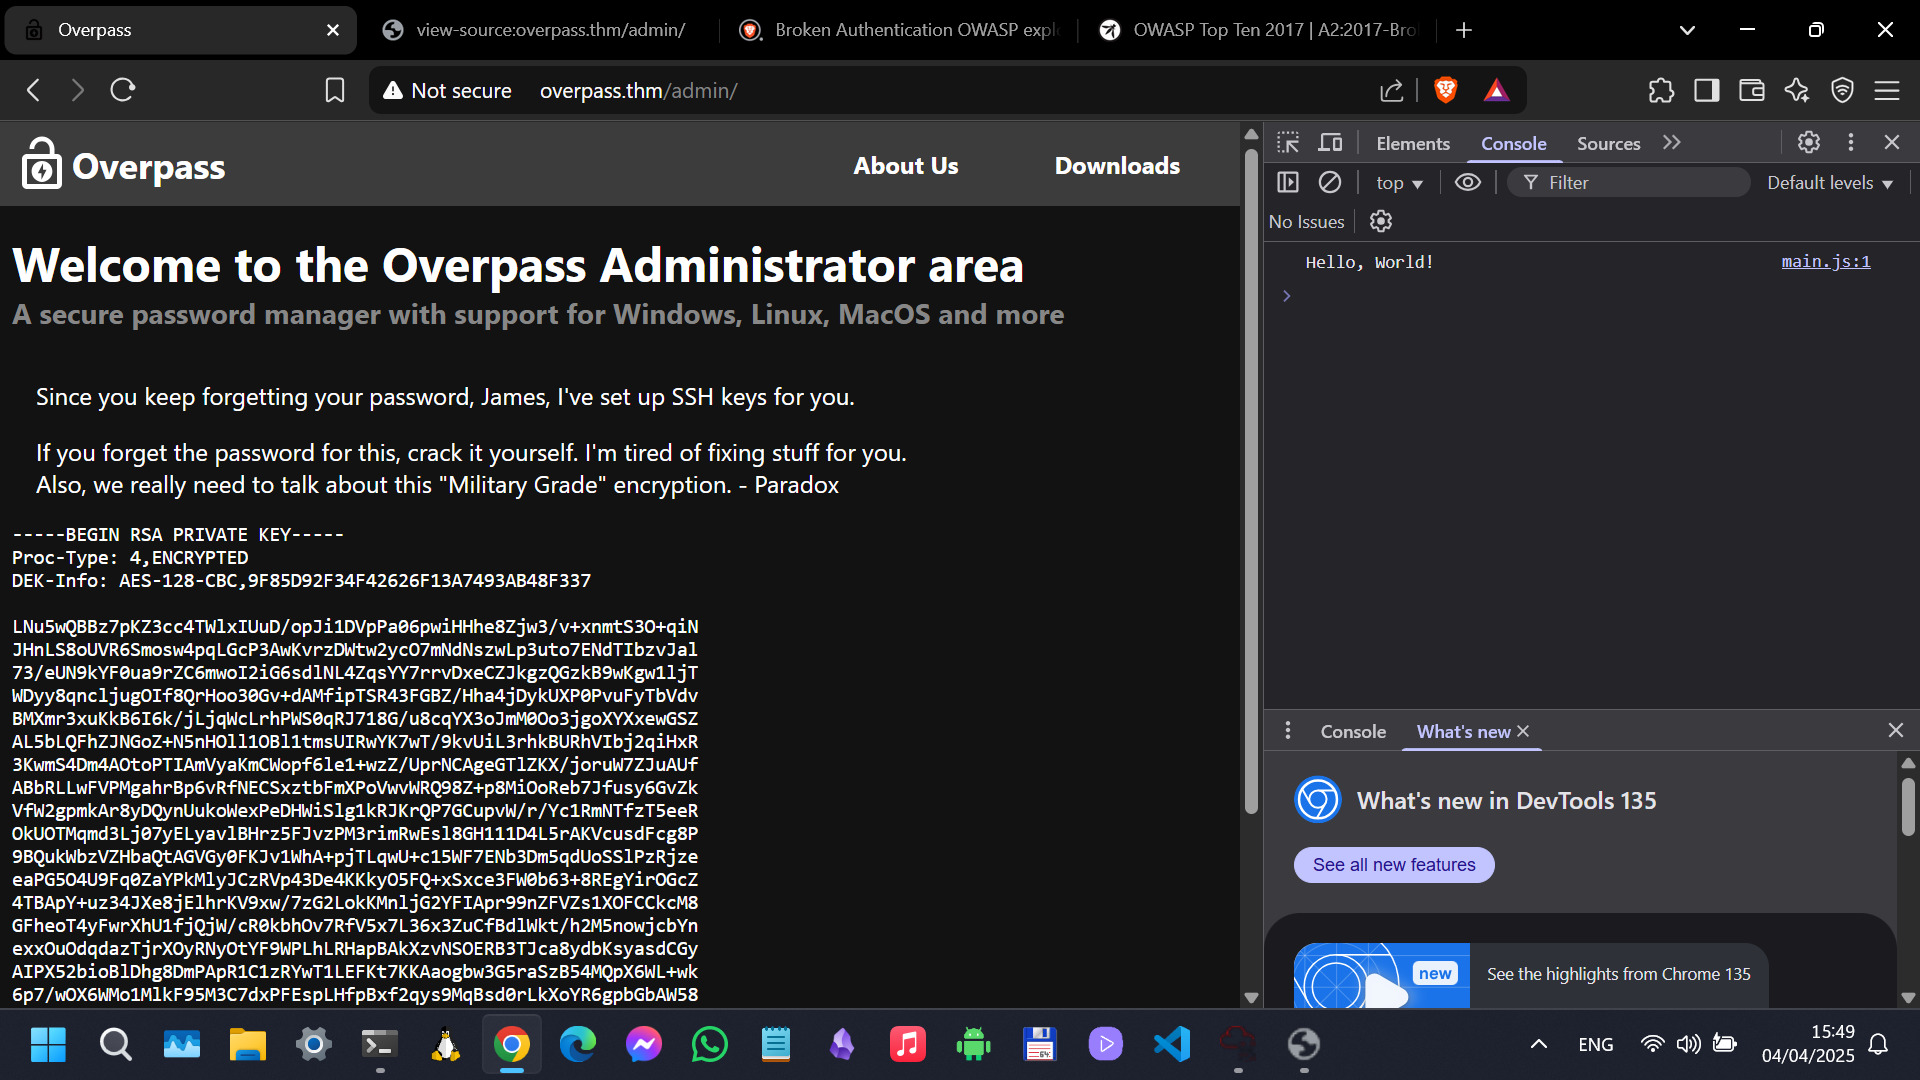 Overpass
view-source:overpass.thm/admin/
Broken Authentication OWASP expl
OWASP Top Ten 2017 | A2:2017-Bro
Not secure
overpass.thm/admin/
Overpass
About Us
Downloads
Welcome to the Overpass Administrator area
A secure password manager with support for Windows, Linux, MacOS and more
Since you keep forgetting your password, James, I've set up SSH keys for you.
If you forget the password for this, crack it yourself. I'm tired of fixing stuff for you.
Also, we really need to talk about this "Military Grade" encryption. - Paradox
-----BEGIN RSA PRIVATE KEY-----
Proc-Type: 4,ENCRYPTED
DEK-Info: AES-128-CBC,9F85D92F34F42626F13A7493AB48F337
LNu5wQBBz7pKZ3cc4TWlxIUuD/opJi1DVpPa06pwiHHhe8Zjw3/v+xnmtS3O+qiN
JHnLS8oUVR6Smosw4pqLGcP3AwKvrzDWtw2ycO7mNdNszwLp3uto7ENdTIbzvJal
73/eUN9kYF0ua9rZC6mwoI2iG6sdlNL4ZqsYY7rrvDxeCZJkgzQGzkB9wKgw1ljT
WDyy8qncljugOIf8QrHoo30Gv+dAMfipTSR43FGBZ/Hha4jDykUXP0PvuFyTbVdv
BMXmr3xuKkB6I6k/jLjqWcLrhPWS0qRJ718G/u8cqYX3oJmM0Oo3jgoXYXxewGSZ
AL5bLQFhZJNGoZ+N5nHOll1OBl1tmsUIRwYK7wT/9kvUiL3rhkBURhVIbj2qiHxR
3KwmS4Dm4AOtoPTIAmVyaKmCWopf6le1+wzZ/UprNCAgeGTlZKX/joruW7ZJuAUf
ABbRLLwFVPMgahrBp6vRfNECSxztbFmXPoVwvWRQ98Z+p8MiOoReb7Jfusy6GvZk
VfW2gpmkAr8yDQynUukoWexPeDHWiSlg1kRJKrQP7GCupvW/r/Yc1RmNTfzT5eeR
OkUOTMqmd3Lj07yELyavlBHrz5FJvzPM3rimRwEsl8GH111D4L5rAKVcusdFcg8P
9BQukWbzVZHbaQtAGVGy0FKJv1WhA+pjTLqwU+c15WF7ENb3Dm5qdUoSSlPzRjze
eaPG5O4U9Fq0ZaYPkMlyJCzRVp43De4KKkyO5FQ+xSxce3FW0b63+8REgYirOGcZ
4TBApY+uz34JXe8jElhrKV9xw/7zG2LokKMnljG2YFIApr99nZFVZs1XOFCCkcM8
GFheoT4yFwrXhU1fjQjW/cR0kbhOv7RfV5x7L36x3ZuCfBdlWkt/h2M5nowjcbYn
exxOuOdqdazTjrXOyRNyOtYF9WPLhLRHapBAkXzvNSOERB3TJca8ydbKsyasdCGy
AIPX52bioBlDhg8DmPApR1C1zRYwT1LEFKt7KKAaogbw3G5raSzB54MQpX6WL+wk
6p7/wOX6WMo1MlkF95M3C7dxPFEspLHfpBxf2qys9MqBsd0rLkXoYR6gpbGbAW58
Elements
Console
Sources
top
Filter
Default levels
No Issues
Hello, World!
main.js:1
Console
What's new
What's new in DevTools 135
See all new features
new
See the highlights from Chrome 135
64:
ENG
15:49
04/04/2025